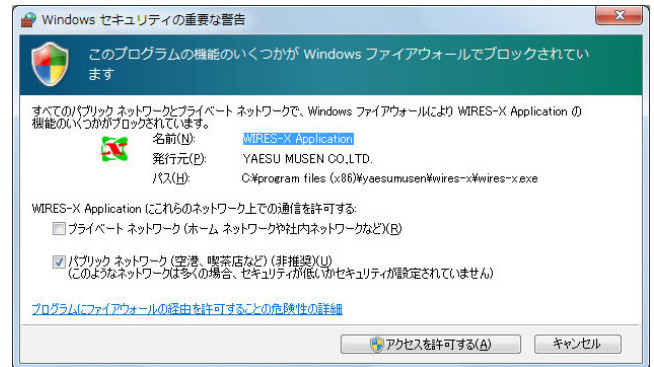 Windows セキュリティの重要な警告
このプログラムの機能のいくつかが Windows ファイアウォールでブロックされてい
ます
すべてのパブリック ネットワークとプライベート ネットワークで、Windows ファイアウォールにより WIRES-X Application の
機能のいくつかがブロックされています。
名前(N): WIRES-X Application
発行元(P): YAESU MUSEN CO,LTD.
パス(H): C:¥program files (x86)¥yaesumusen¥wires-x¥wires-x.exe
WIRES-X Application にこれらのネットワーク上での通信を許可する:
プライベート ネットワーク (ホーム ネットワークや社内ネットワークなど)(R)
パブリック ネットワーク (空港、喫茶店など) (非推奨)(U)
(このようなネットワークは多くの場合、セキュリティが低いかセキュリティが設定されていません)
プログラムにファイアウォールの経由を許可することの危険性の詳細
アクセスを許可する(A) キャンセル